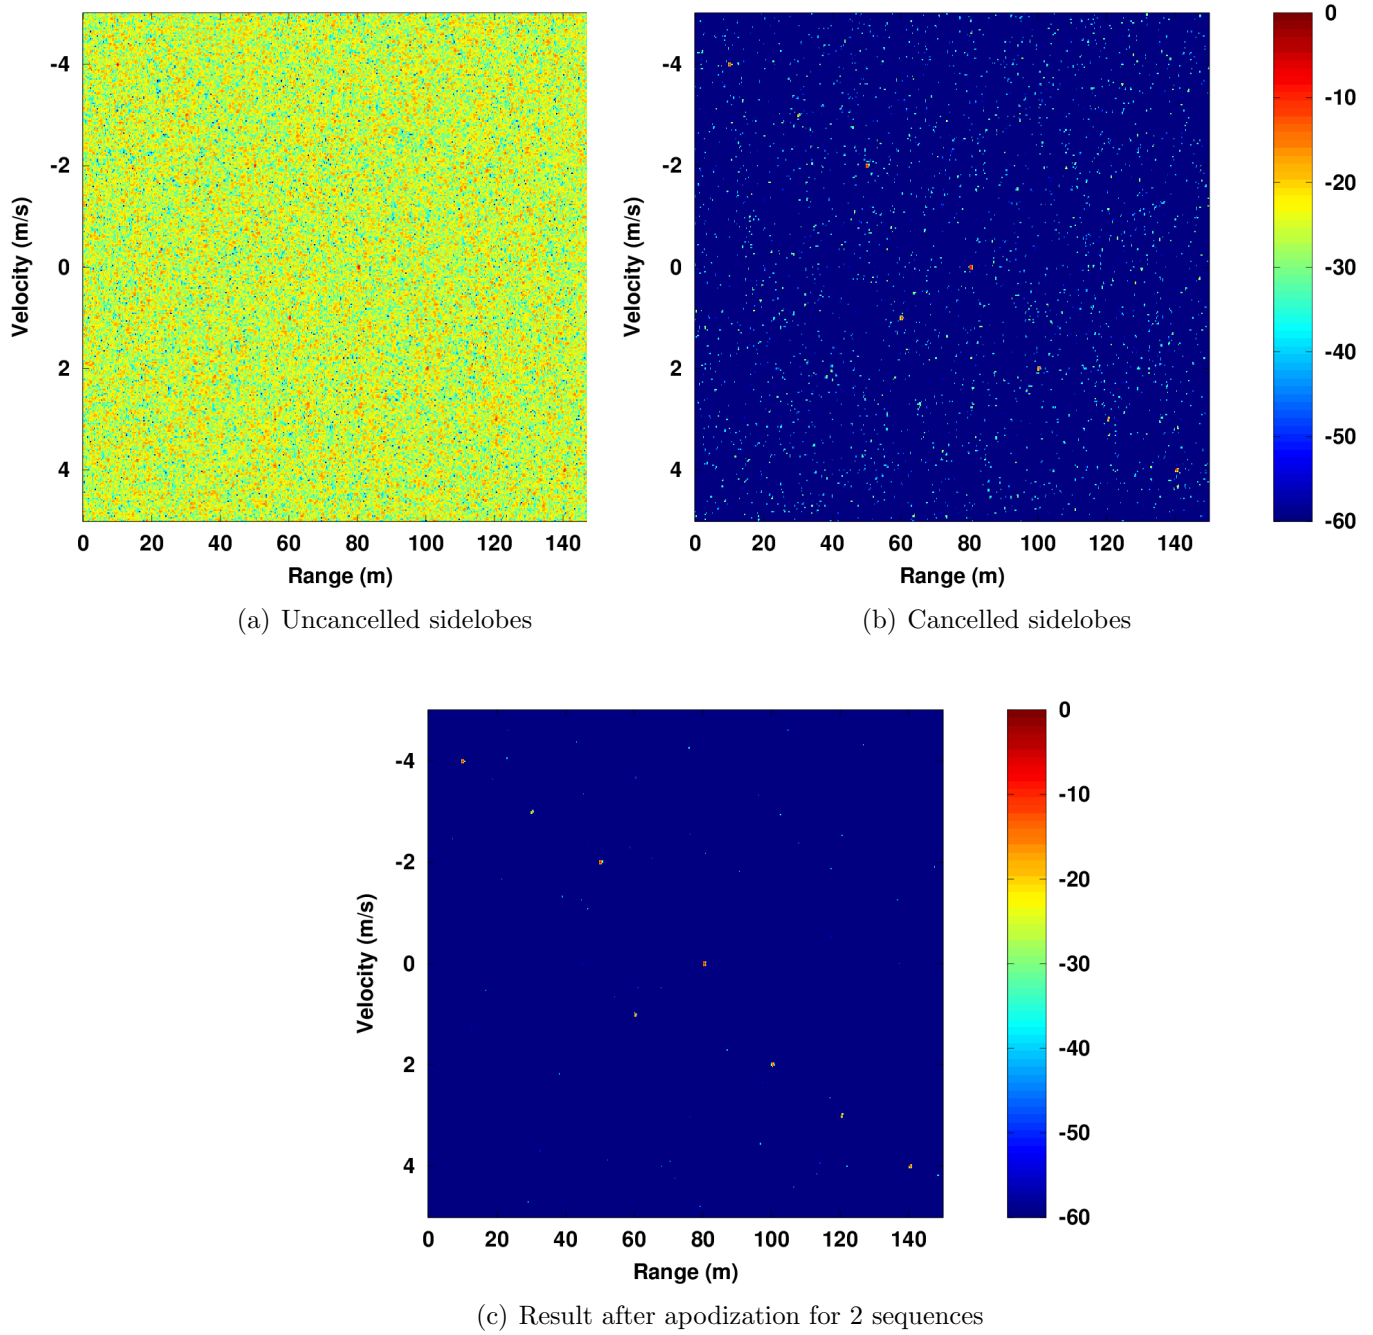 -4
-2
0
2
4
Velocity (m/s)
0 20 40 60 80 100 120 140
Range (m)
(a) Uncancelled sidelobes
-4
-2
0
2
4
Velocity (m/s)
0 20 40 60 80 100 120 140
Range (m)
(b) Cancelled sidelobes
0
-10
-20
-30
-40
-50
-60
-4
-2
0
2
4
Velocity (m/s)
0 20 40 60 80 100 120 140
Range (m)
0
-10
-20
-30
-40
-50
-60
(c) Result after apodization for 2 sequences